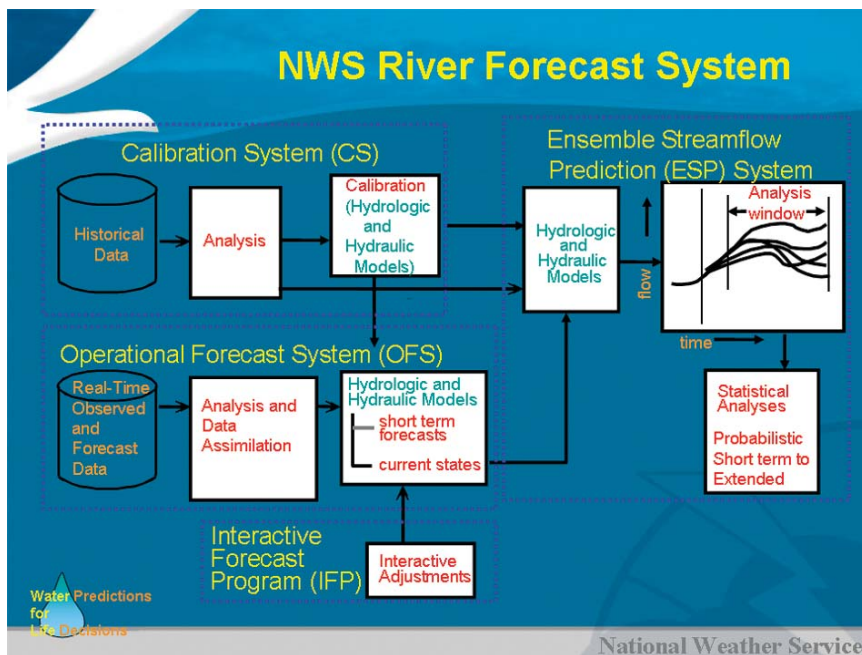 NWS River Forecast System
Calibration System (CS)
Historical
Data
Analysis
Calibration
(Hydrologic
and
Hydraulic
Models)
Ensemble Streamflow
Prediction (ESP) System
Hydrologic
and
Hydraulic
Models
Analysis
window
flow
time
Statistical
Analyses
Probabilistic
Short term to
Extended
Operational Forecast System (OFS)
Real-Time
Observed
and
Forecast
Data
Analysis and
Data
Assimilation
Hydrologic and
Hydraulic Models
short term
forecasts
current states
Interactive
Forecast
Program (IFP)
Interactive
Adjustments
Water Predictions
for
Life Decisions
National Weather Service